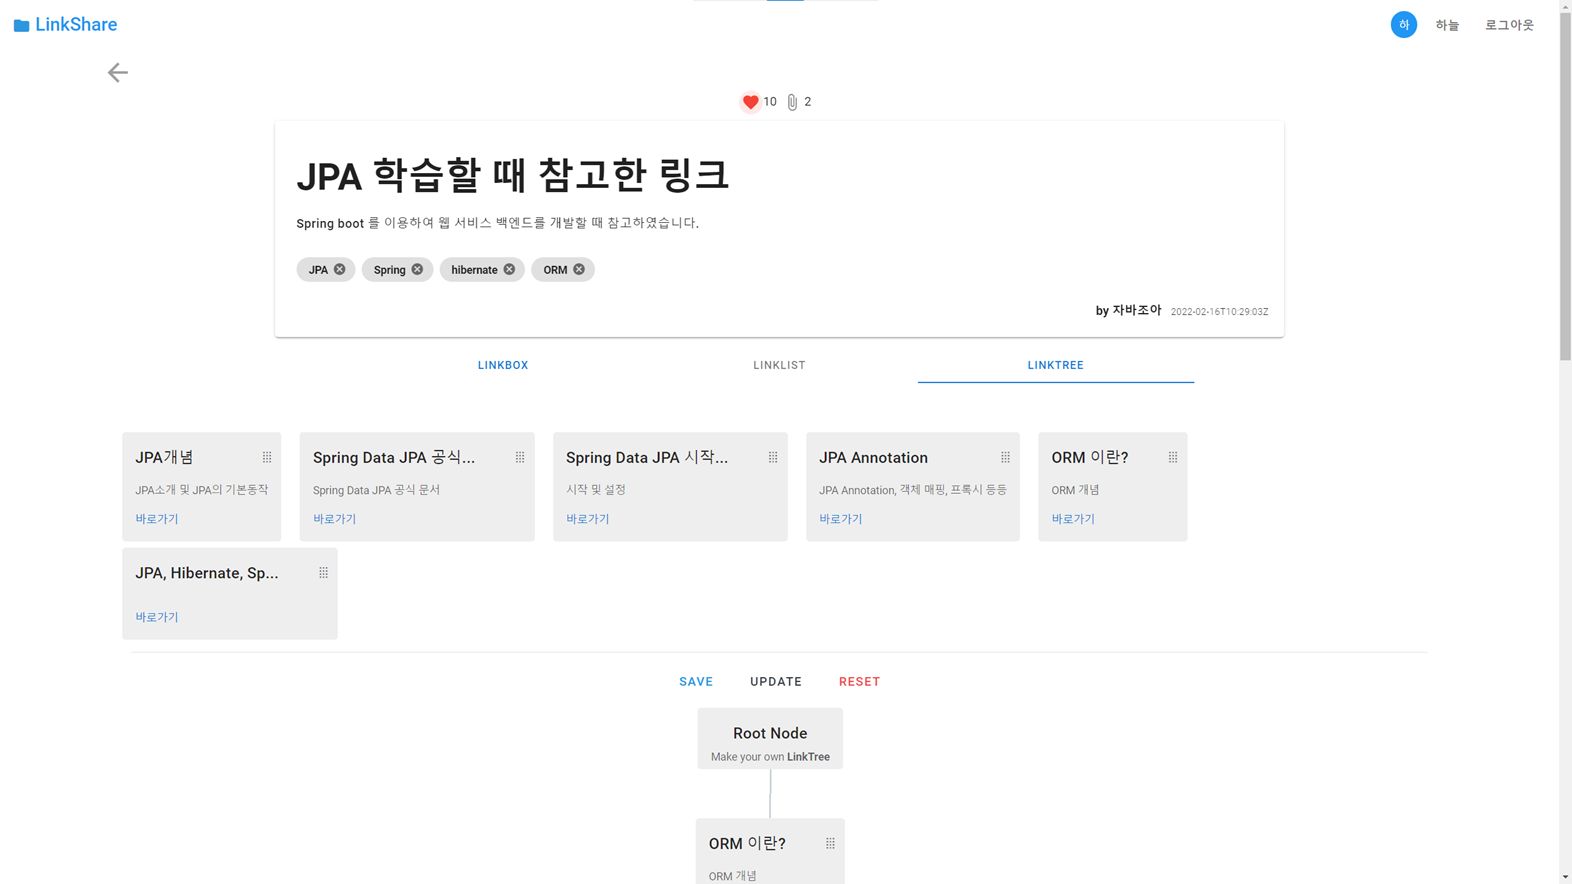 LinkShare
하
하늘
로그아웃
10
2
JPA 학습할 때 참고한 링크
Spring boot 를 이용하여 웹 서비스 백엔드를 개발할 때 참고하였습니다.
JPA
Spring
hibernate
ORM
by 자바조아 2022-02-16T10:29:03Z
LINKBOX
LINKLIST
LINKTREE
JPA개념
JPA소개 및 JPA의 기본동작
바로가기
Spring Data JPA 공식...
Spring Data JPA 공식 문서
바로가기
Spring Data JPA 시작...
시작 및 설정
바로가기
JPA Annotation
JPA Annotation, 객체 매핑, 프록시 등등
바로가기
ORM 이란?
ORM 개념
바로가기
JPA, Hibernate, Sp...
바로가기
SAVE
UPDATE
RESET
Root Node
Make your own LinkTree
ORM 이란?
ORM 개념